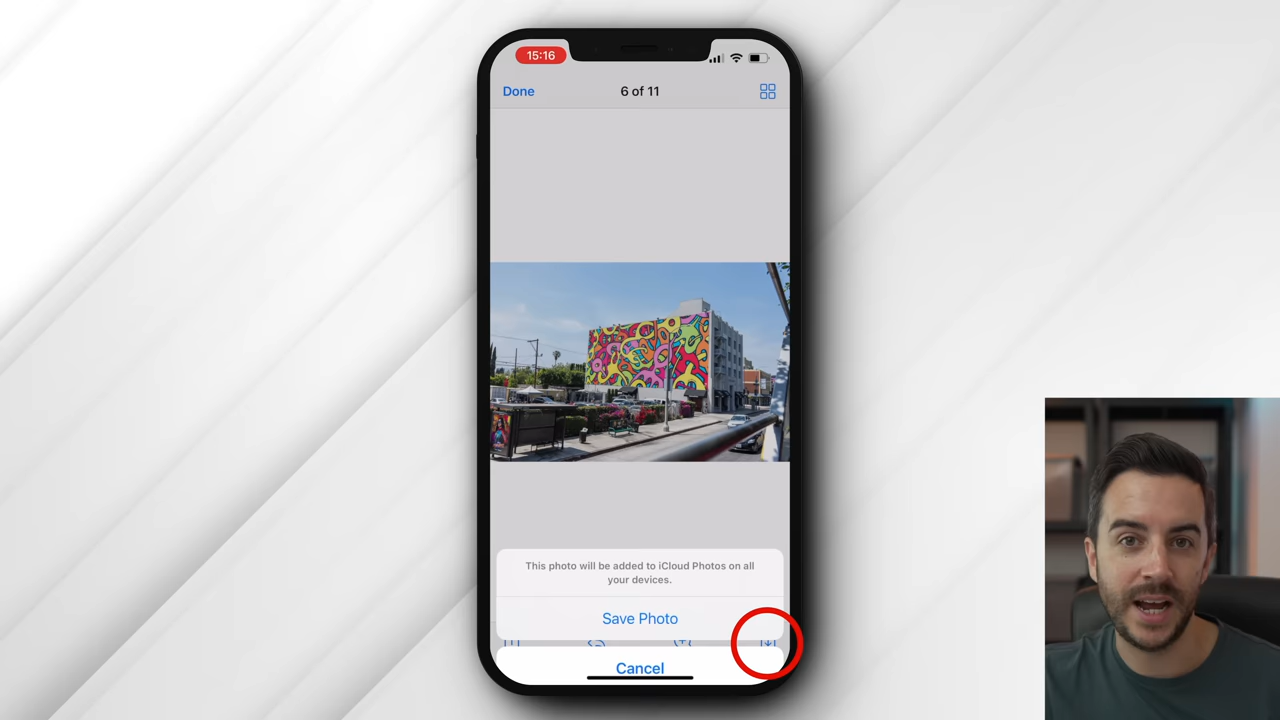 15:16
Done
6 of 11
This photo will be added to iCloud Photos on all
your devices.
Save Photo
Cancel